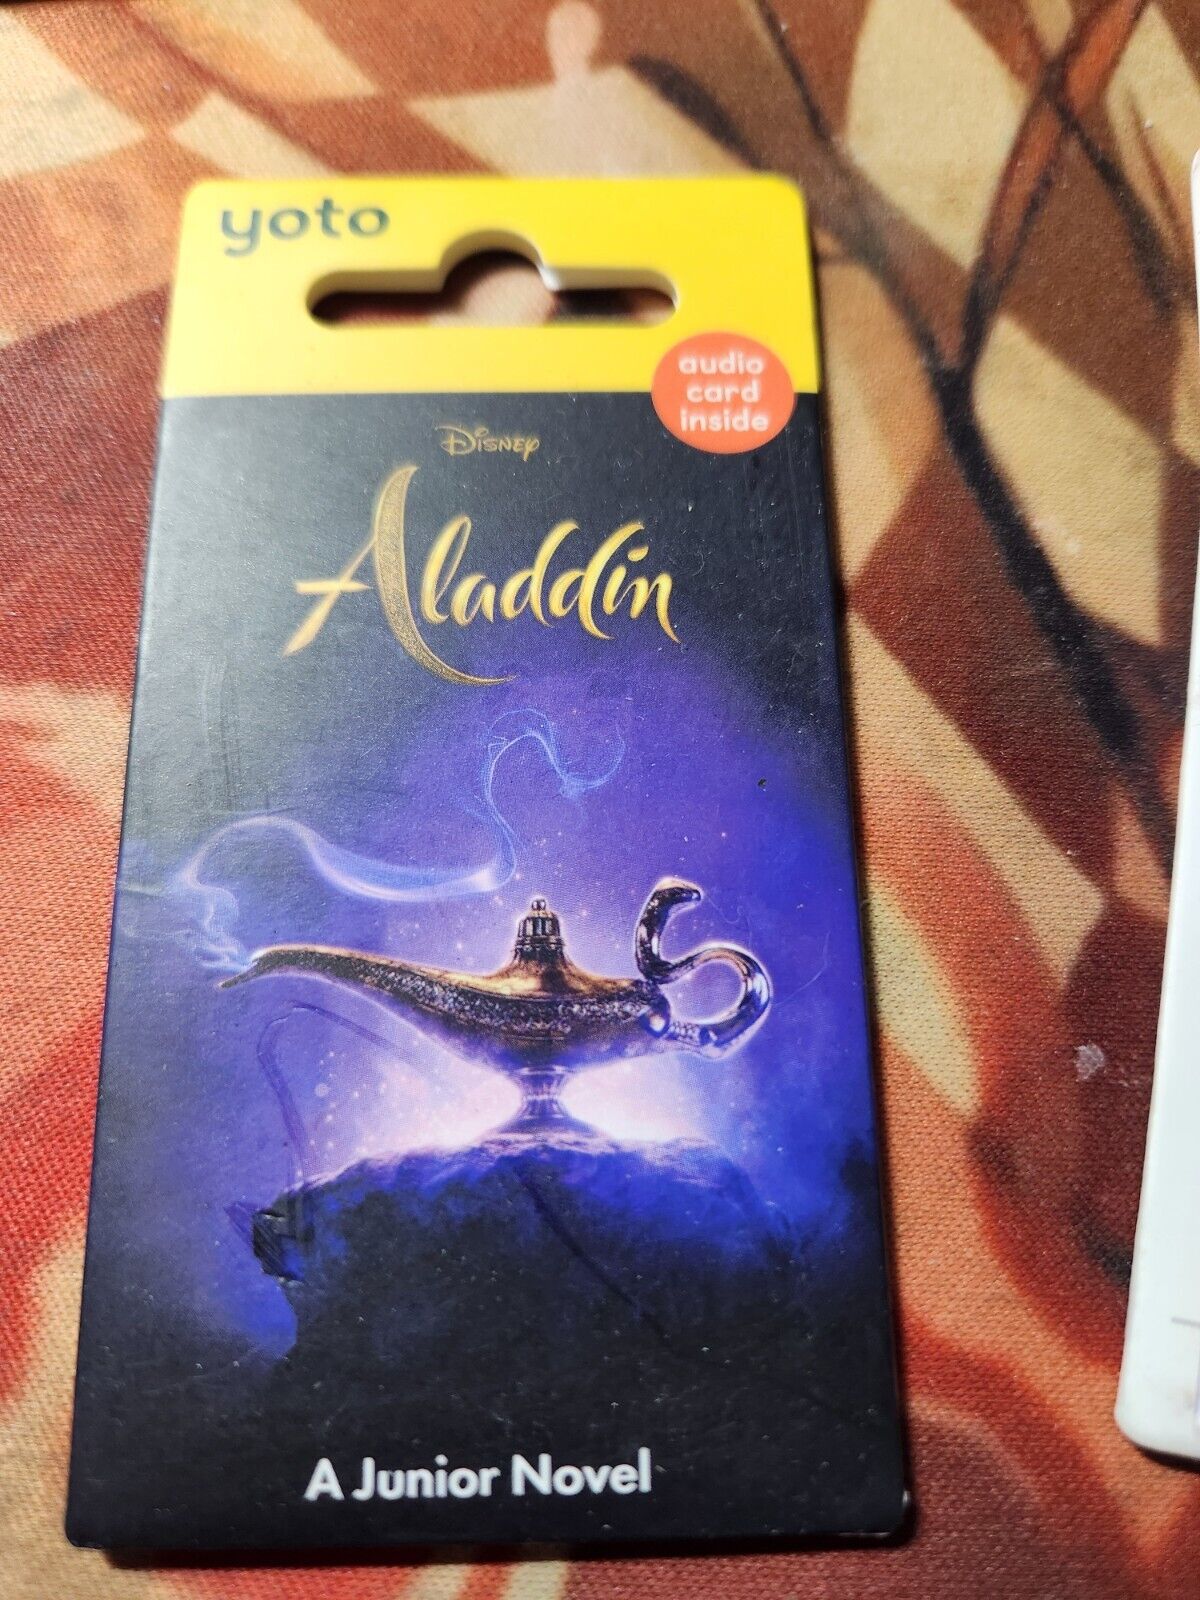 yoto
audio
card
inside
Disney
Aladdin
A Junior Novel